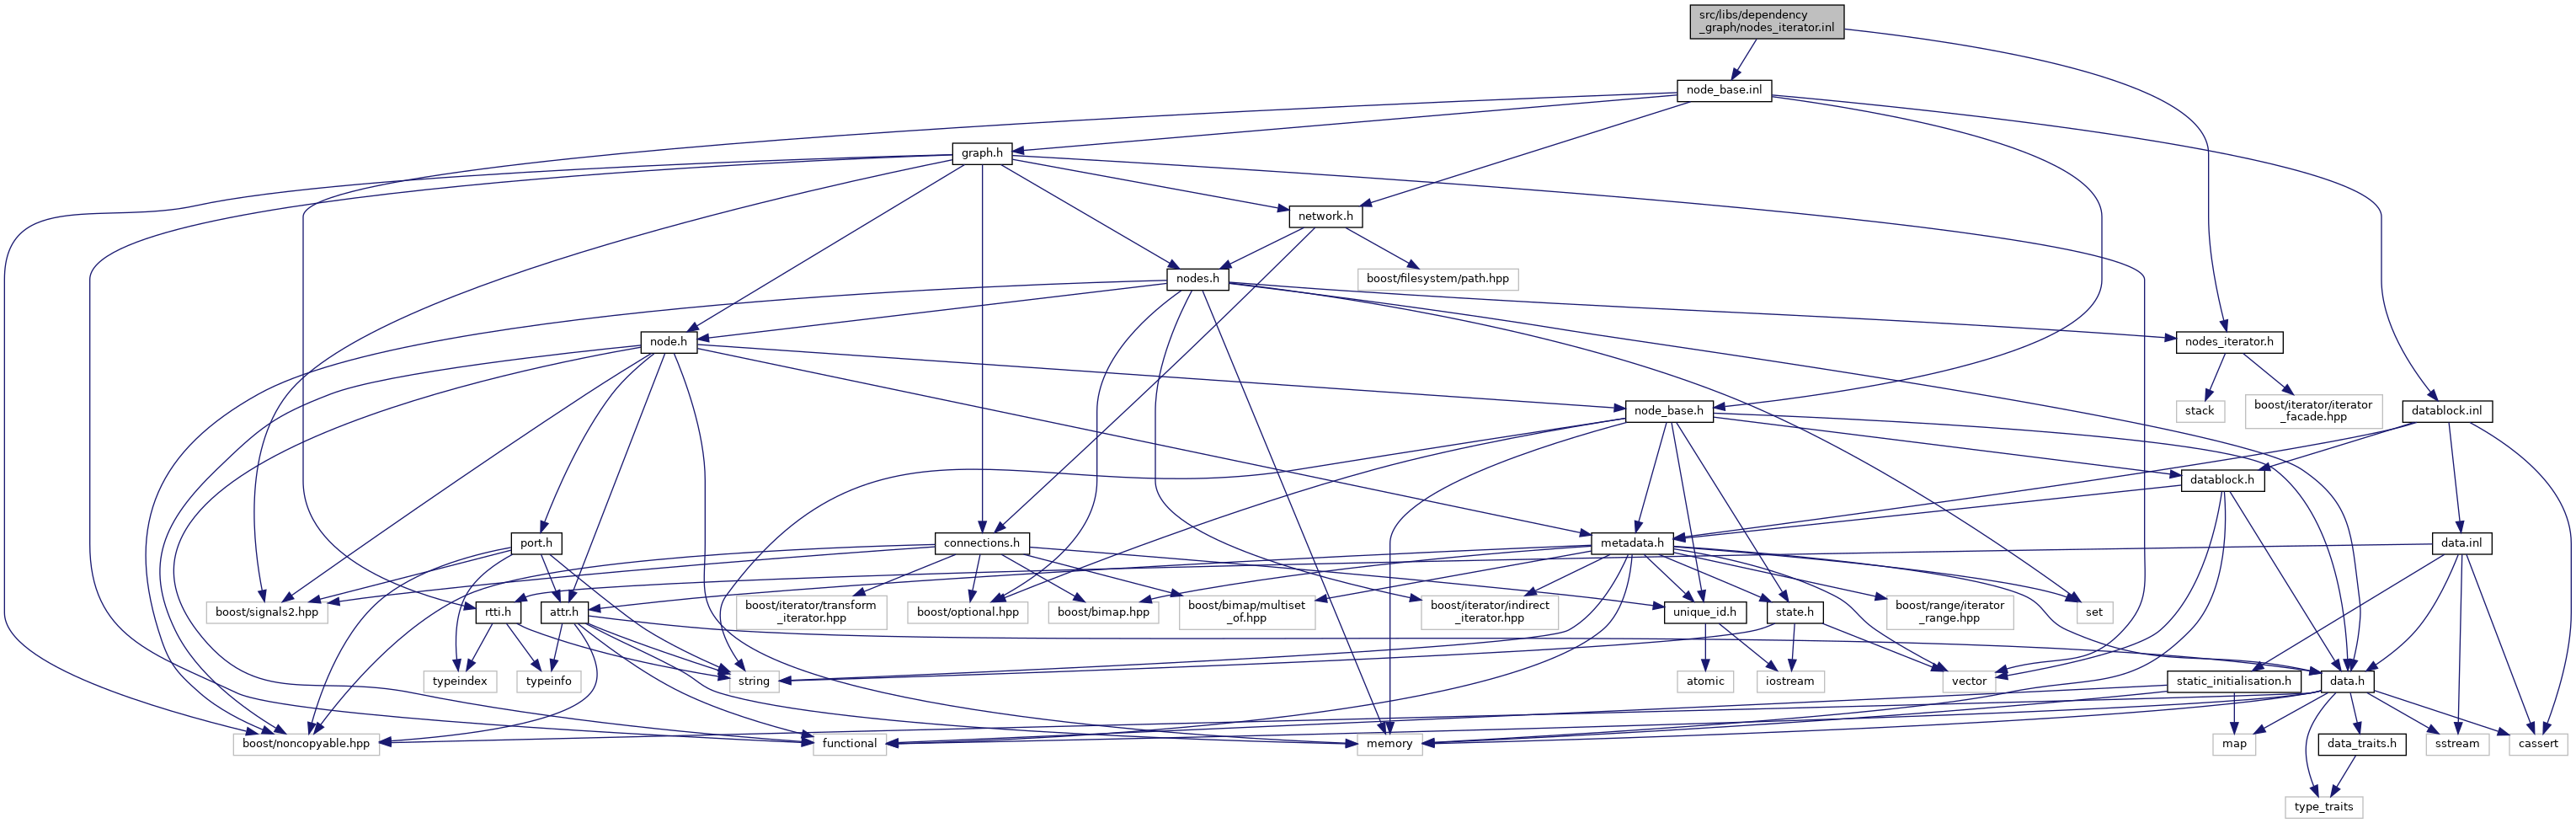 src/libs/dependency
_graph/nodes_iterator.inl
node_base.inl
graph.h
network.h
nodes.h
boost/filesystem/path.hpp
node.h
nodes_iterator.h
node_base.h
stack
boost/iterator/iterator
_facade.hpp
datablock.inl
datablock.h
port.h
connections.h
metadata.h
data.inl
boost/signals2.hpp
rtti.h
attr.h
boost/iterator/transform
_iterator.hpp
boost/optional.hpp
boost/bimap.hpp
boost/bimap/multiset
_of.hpp
boost/iterator/indirect
_iterator.hpp
unique_id.h
state.h
boost/range/iterator
_range.hpp
set
typeindex
typeinfo
string
atomic
iostream
vector
static_initialisation.h
data.h
boost/noncopyable.hpp
functional
memory
map
data_traits.h
sstream
cassert
type_traits